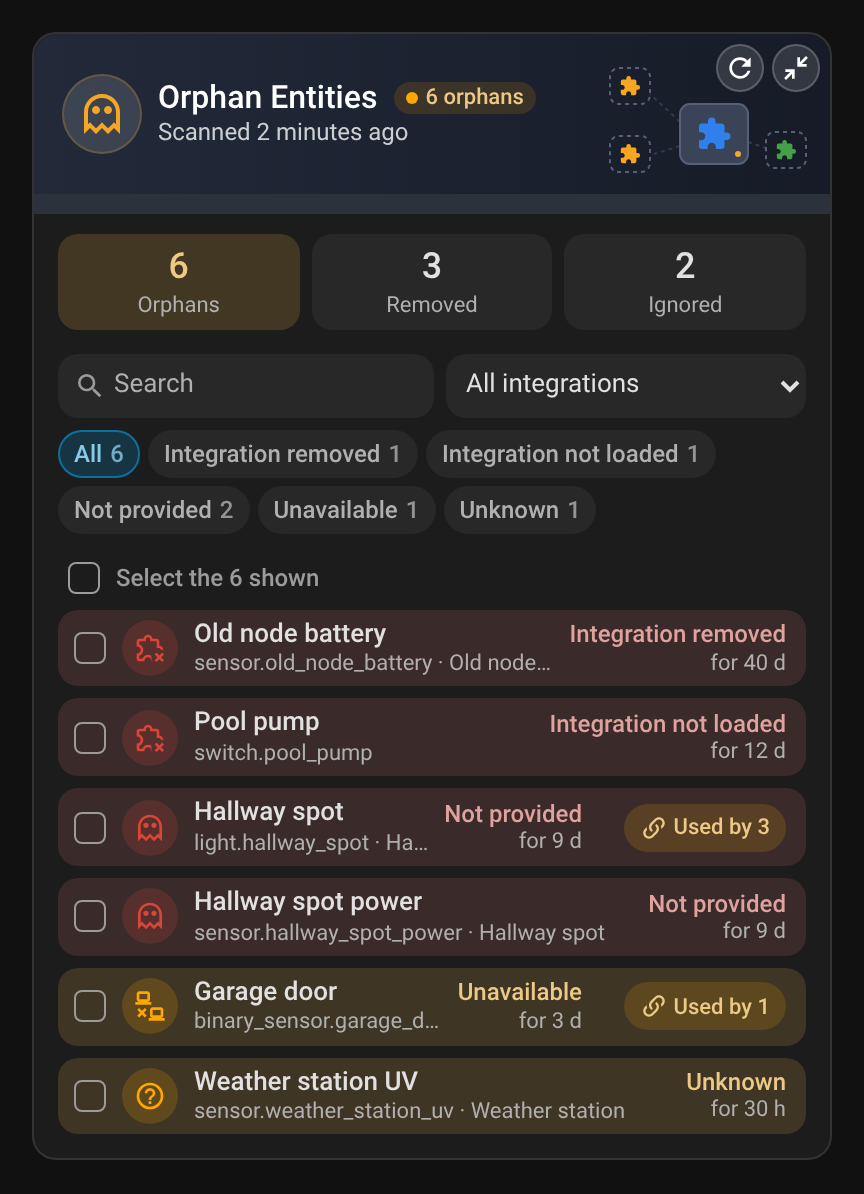 Orphan Entities
6 orphans
Scanned 2 minutes ago
6
Orphans
3
Removed
2
Ignored
Search
All integrations
All 6
Integration removed 1
Integration not loaded 1
Not provided 2
Unavailable 1
Unknown 1
Select the 6 shown
Old node battery
Integration removed
sensor.old_node_battery · Old node…
for 40 d
Pool pump
Integration not loaded
switch.pool_pump
for 12 d
Hallway spot
Not provided
Used by 3
light.hallway_spot · Ha…
for 9 d
Hallway spot power
Not provided
sensor.hallway_spot_power · Hallway spot
for 9 d
Garage door
Unavailable
Used by 1
binary_sensor.garage_d…
for 3 d
Weather station UV
Unknown
sensor.weather_station_uv · Weather station
for 30 h